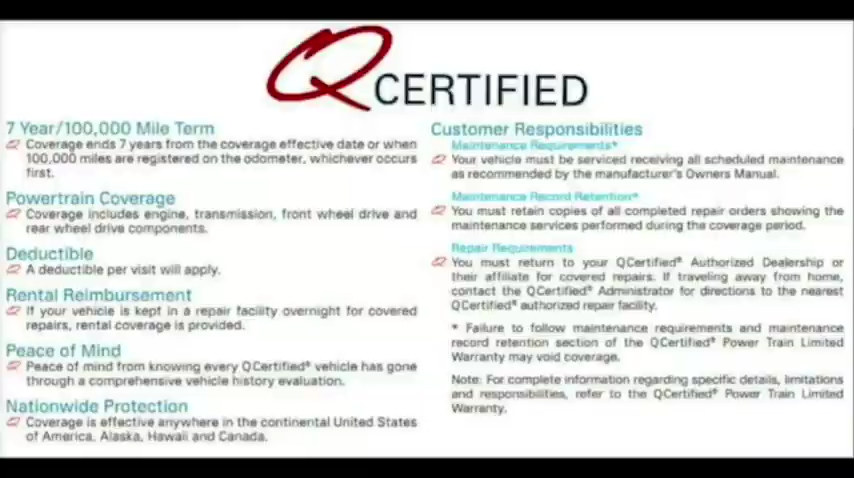 QCERTIFIED
7 Year/100,000 Mile Term
Coverage ends 7 years from the coverage effective date or when
100,000 miles are registered on the odometer, whichever occurs
first.
Powertrain Coverage
Coverage includes engine, transmission, front wheel drive and
rear wheel drive components.
Deductible
A deductible per visit will apply.
Rental Reimbursement
If your vehicle is kept in a repair facility overnight for covered
repairs, rental coverage is provided.
Peace of Mind
Peace of mind from knowing every QCertified® vehicle has gone
through a comprehensive vehicle history evaluation.
Nationwide Protection
Coverage is effective anywhere in the continental United States
of America, Alaska, Hawaii and Canada.
Customer Responsibilities
Maintenance Requirements*
Your vehicle must be serviced receiving all scheduled maintenance
as recommended by the manufacturer's Owners Manual.
Maintenance Record Retention*
You must retain copies of all completed repair orders showing the
maintenance services performed during the coverage period.
Repair Requirements
You must return to your QCertified® Authorized Dealership or
their affiliate for covered repairs. If traveling away from home,
contact the QCertified® Administrator for directions to the nearest
QCertified® authorized repair facility.
* Failure to follow maintenance requirements and maintenance
record retention section of the QCertified® Power Train Limited
Warranty may void coverage.
Note: For complete information regarding specific details, limitations
and responsibilities, refer to the QCertified® Power Train Limited
Warranty.